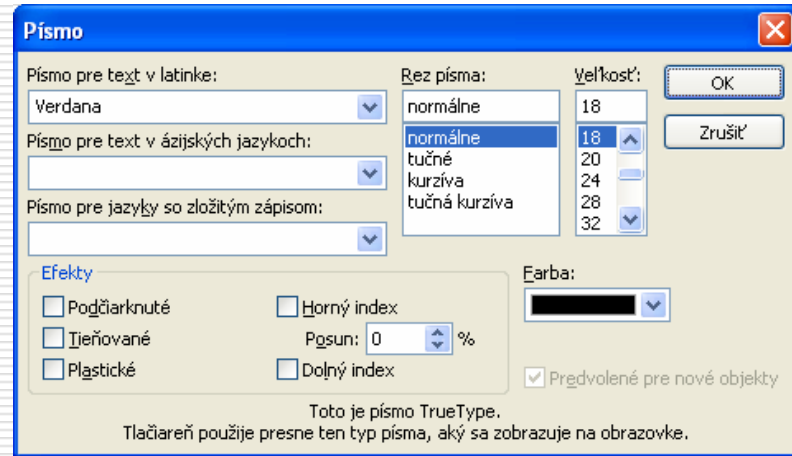 Písmo
Písmo pre text v latinke:
Verdana
Písmo pre text v ázijských jazykoch:
Písmo pre jazyky so zložitým zápisom:
Rez písma:
normálne
normálne
tučné
kurzíva
tučná kurzíva
Veľkosť:
18
18
20
24
28
32
OK
Zrušiť
Efekty
Podčiarknuté
Tieňované
Plastické
Horný index
Posun: 0 %
Dolný index
Farba:
Predvolené pre nové objekty
Toto je písmo TrueType.
Tlačiareň použije presne ten typ písma, aký sa zobrazuje na obrazovke.